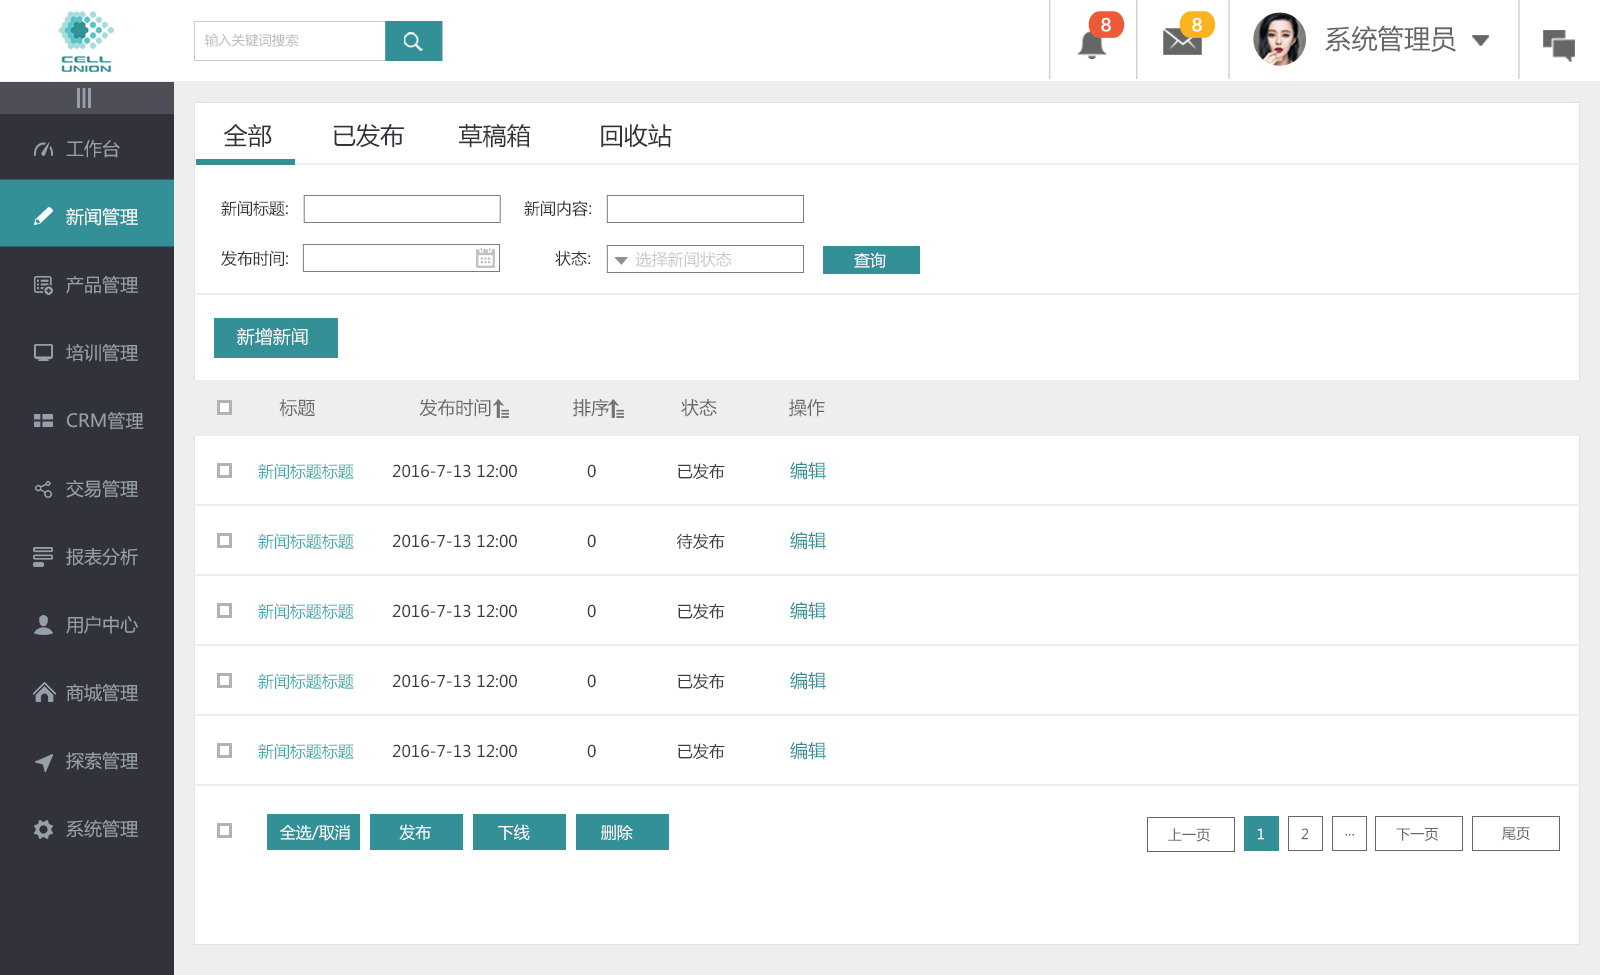 CELL
UNION
输入关键词搜索
8
8
系统管理员
工作台
新闻管理
产品管理
培训管理
CRM管理
交易管理
报表分析
用户中心
商城管理
探索管理
系统管理
全部 已发布 草稿箱 回收站
新闻标题: 新闻内容:
发布时间: 状态: 选择新闻状态 查询
新增新闻
标题 发布时间 排序 状态 操作
新闻标题标题 2016-7-13 12:00 0 已发布 编辑
新闻标题标题 2016-7-13 12:00 0 待发布 编辑
新闻标题标题 2016-7-13 12:00 0 已发布 编辑
新闻标题标题 2016-7-13 12:00 0 已发布 编辑
新闻标题标题 2016-7-13 12:00 0 已发布 编辑
全选/取消 发布 下线 删除 上一页 1 2 ... 下一页 尾页